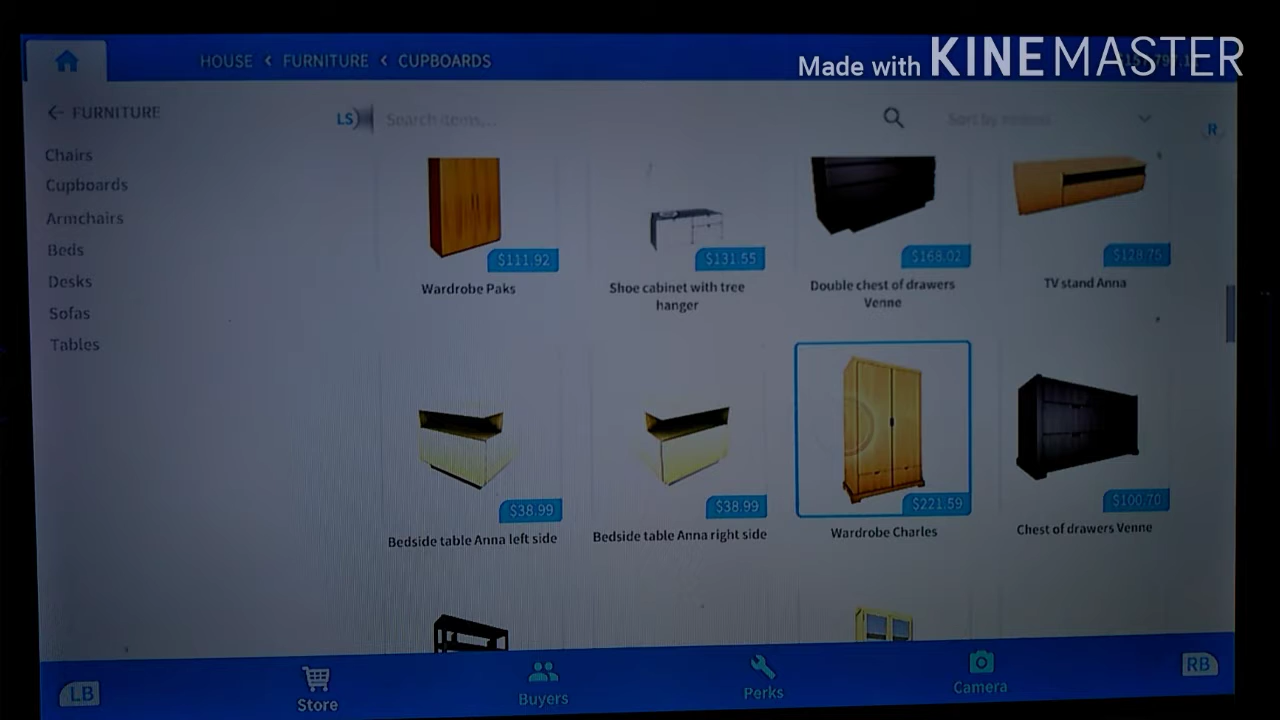 HOUSE < FURNITURE < CUPBOARDS
Made with KINEMASTER
← FURNITURE
LS
Search items...
R
Chairs
Cupboards
Armchairs
Beds
Desks
Sofas
Tables
$111.92
$131.55
$168.02
$128.75
Wardrobe Paks
Shoe cabinet with tree
hanger
Double chest of drawers
Venne
TV stand Anna
$38.99
$38.99
$221.59
$100.70
Bedside table Anna left side
Bedside table Anna right side
Wardrobe Charles
Chest of drawers Venne
LB
Store
Buyers
Perks
Camera
RB